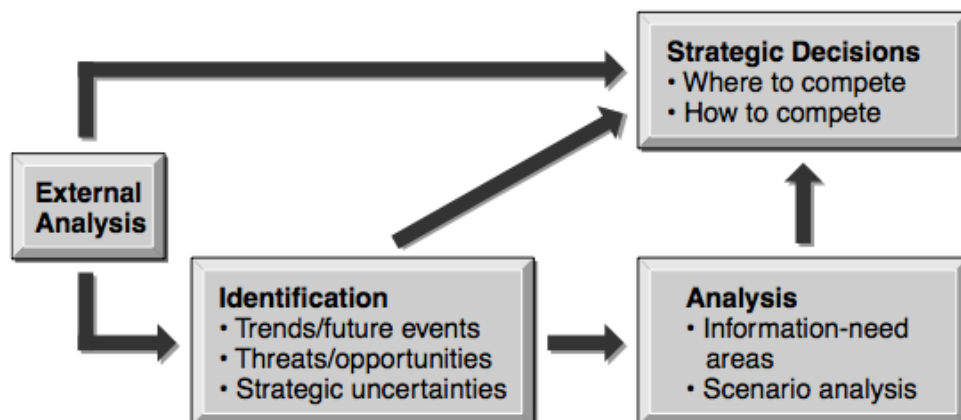 Strategic Decisions
• Where to compete
• How to compete
External
Analysis
Identification
• Trends/future events
• Threats/opportunities
• Strategic uncertainties
Analysis
• Information-need
areas
• Scenario analysis